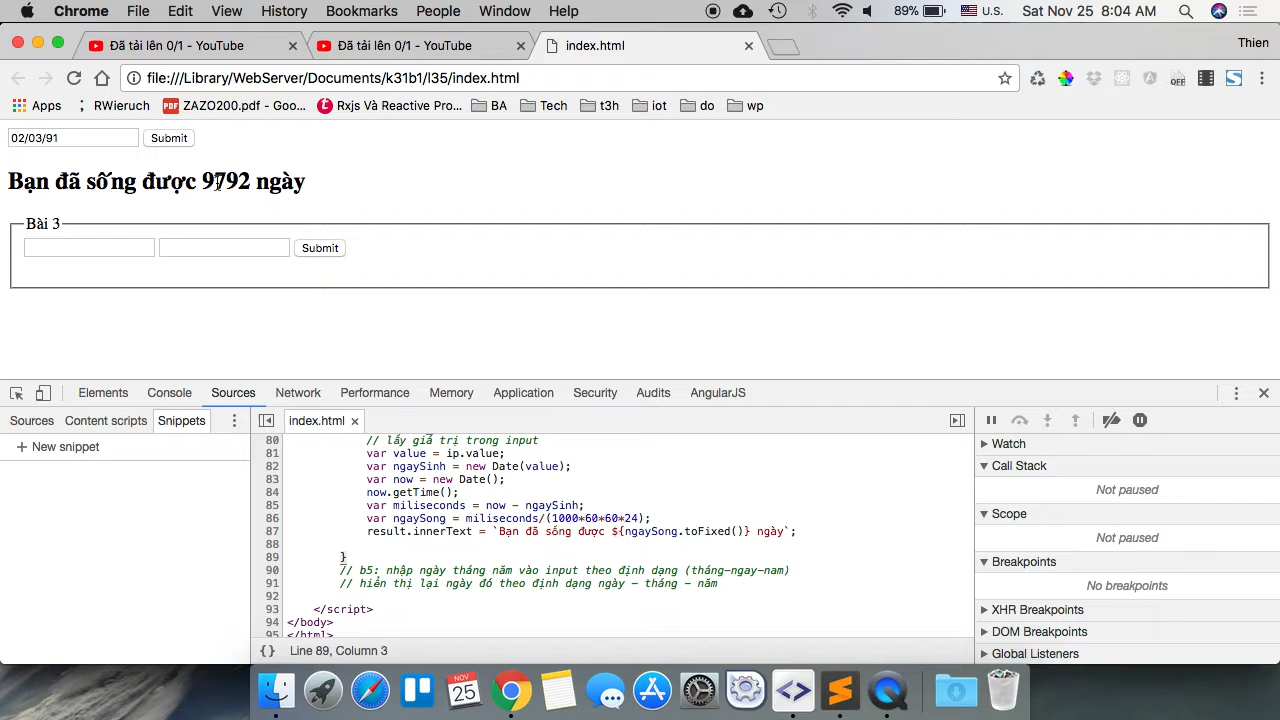 Chrome File Edit View History Bookmarks People Window Help 89% U.S. Sat Nov 25 8:04 AM
Đã tải lên 0/1 - YouTube Đã tải lên 0/1 - YouTube index.html Thien
file:///Library/WebServer/Documents/k31b1/l35/index.html OFF
Apps RWieruch ZAZO200.pdf - Goo... Rxjs Và Reactive Pro... BA Tech t3h iot do wp
02/03/91 Submit
Bạn đã sống được 9792 ngày
Bài 3
Submit
Elements Console Sources Network Performance Memory Application Security Audits AngularJS
Sources Content scripts Snippets index.html
New snippet
80 // lấy giá trị trong input
81 var value = ip.value;
82 var ngaySinh = new Date(value);
83 var now = new Date();
84 now.getTime();
85 var miliseconds = now - ngaySinh;
86 var ngaySong = miliseconds/(1000*60*60*24);
87 result.innerText = `Bạn đã sống được ${ngaySong.toFixed()} ngày`;
88
89 }
90 // b5: nhập ngày tháng năm vào input theo định dạng (tháng-ngay-nam)
91 // hiển thị lại ngày đó theo định dạng ngày - tháng - năm
92
93 </script>
94 </body>
95 </html>
{} Line 89, Column 3
Watch
Call Stack
Not paused
Scope
Not paused
Breakpoints
No breakpoints
XHR Breakpoints
DOM Breakpoints
Global Listeners
NOV
25